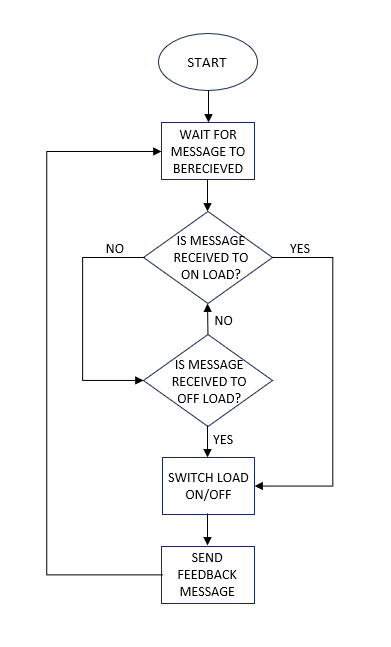 START
WAIT FOR
MESSAGE TO
BERECIEVED
IS MESSAGE
RECEIVED TO
ON LOAD?
NO
YES
NO
IS MESSAGE
RECEIVED TO
OFF LOAD?
YES
SWITCH LOAD
ON/OFF
SEND
FEEDBACK
MESSAGE